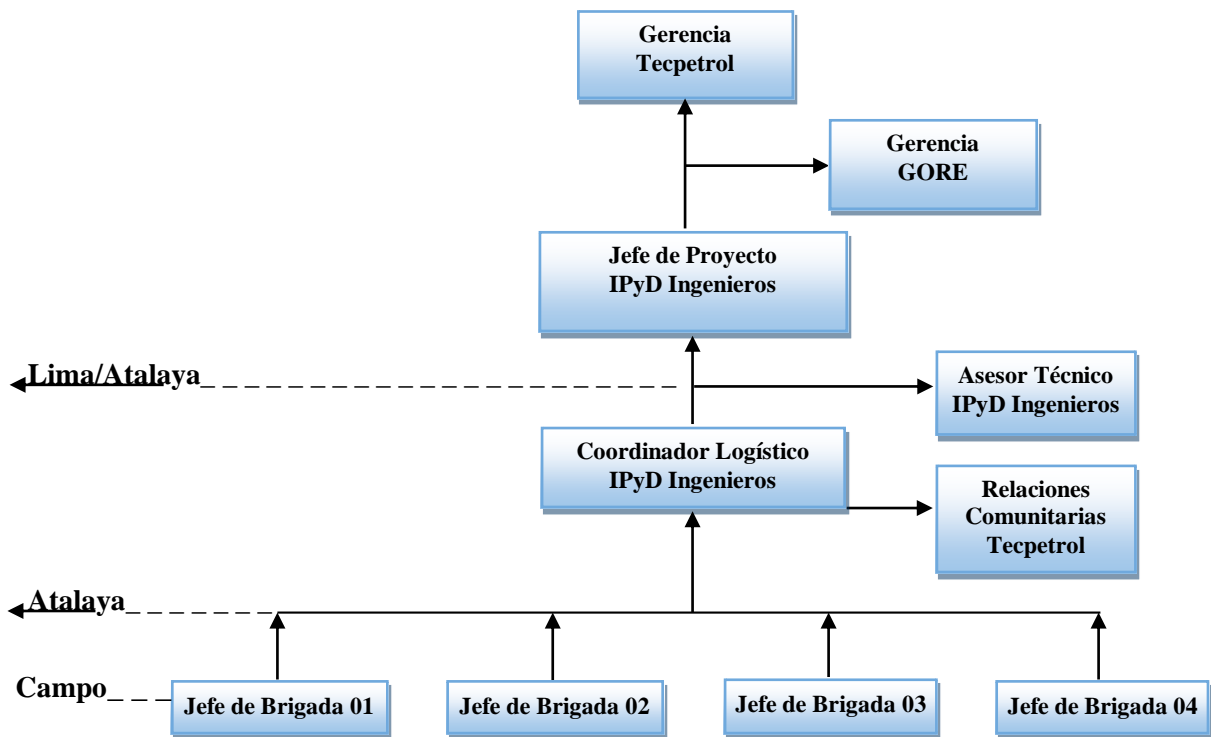 Gerencia
Tecpetrol
Gerencia
GORE
Jefe de Proyecto
IPyD Ingenieros
Lima/Atalaya
Asesor Técnico
IPyD Ingenieros
Coordinador Logístico
IPyD Ingenieros
Relaciones
Comunitarias
Tecpetrol
Atalaya
Campo
Jefe de Brigada 01
Jefe de Brigada 02
Jefe de Brigada 03
Jefe de Brigada 04